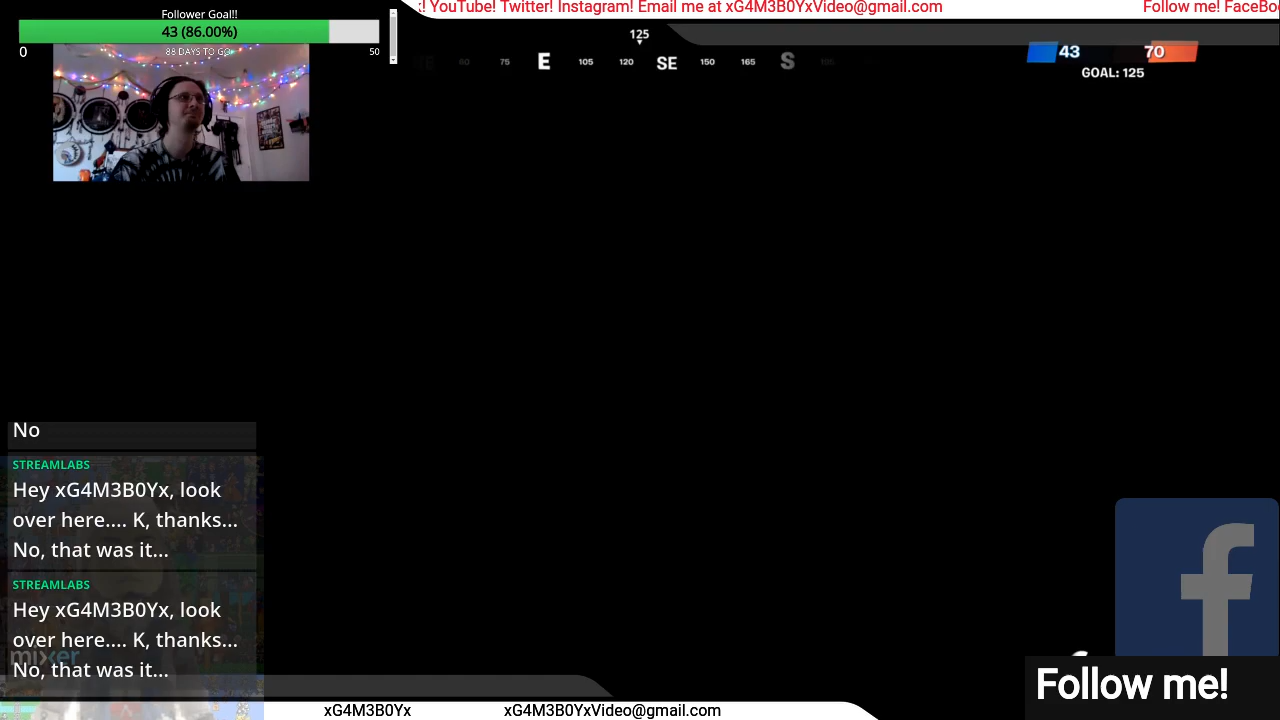 Follower Goal!!
43 (86.00%)
0
88 DAYS TO GO
50
! YouTube! Twitter! Instagram! Email me at xG4M3B0YxVideo@gmail.com
Follow me! FaceBo
125
60 75 E 105 120 SE 150 165 S
43 70
GOAL: 125
No
STREAMLABS
Hey xG4M3B0Yx, look
over here.... K, thanks...
No, that was it...
STREAMLABS
Hey xG4M3B0Yx, look
over here.... K, thanks...
No, that was it...
mixer
f
Follow me!
xG4M3B0Yx
xG4M3B0YxVideo@gmail.com